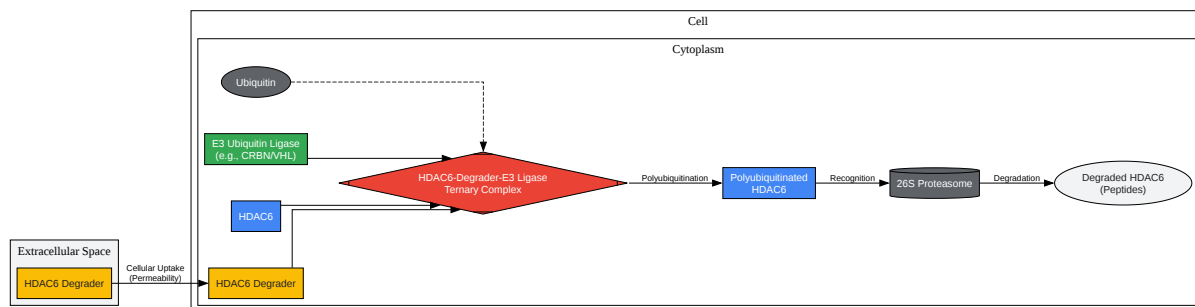 Cell
Cytoplasm
Ubiquitin
E3 Ubiquitin Ligase
(e.g., CRBN/VHL)
HDAC6-Degrader-E3 Ligase
Ternary Complex
Polyubiquitination
Polyubiquitinated
HDAC6
Recognition
26S Proteasome
Degradation
Degraded HDAC6
(Peptides)
HDAC6
Extracellular Space
HDAC6 Degrader
Cellular Uptake
(Permeability)
HDAC6 Degrader